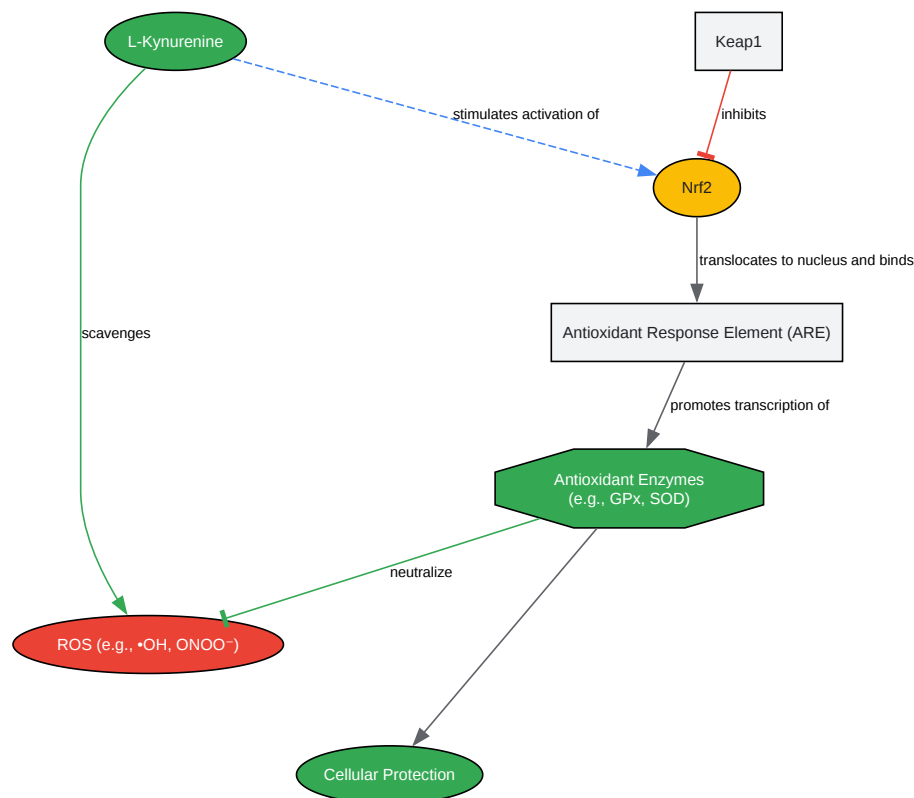 L-Kynurenine
Keap1
stimulates activation of
inhibits
Nrf2
translocates to nucleus and binds
scavenges
Antioxidant Response Element (ARE)
promotes transcription of
Antioxidant Enzymes
(e.g., GPx, SOD)
neutralize
ROS (e.g., •OH, ONOO⁻)
Cellular Protection